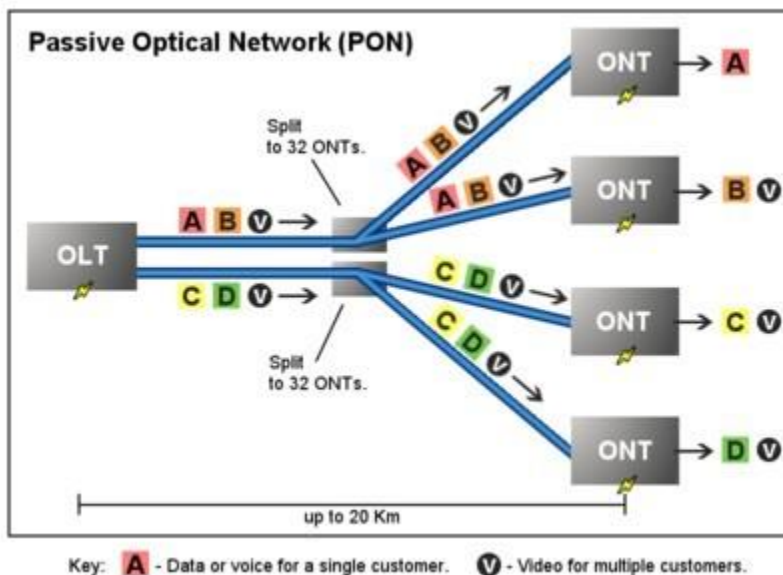 Passive Optical Network (PON)
ONT
A
Split
to 32 ONTs.
A B V
A B V
ONT
B V
A B V
OLT
C D V
C D V
ONT
C V
C D V
Split
to 32 ONTs.
ONT
D V
up to 20 Km
Key: A - Data or voice for a single customer. V - Video for multiple customers.